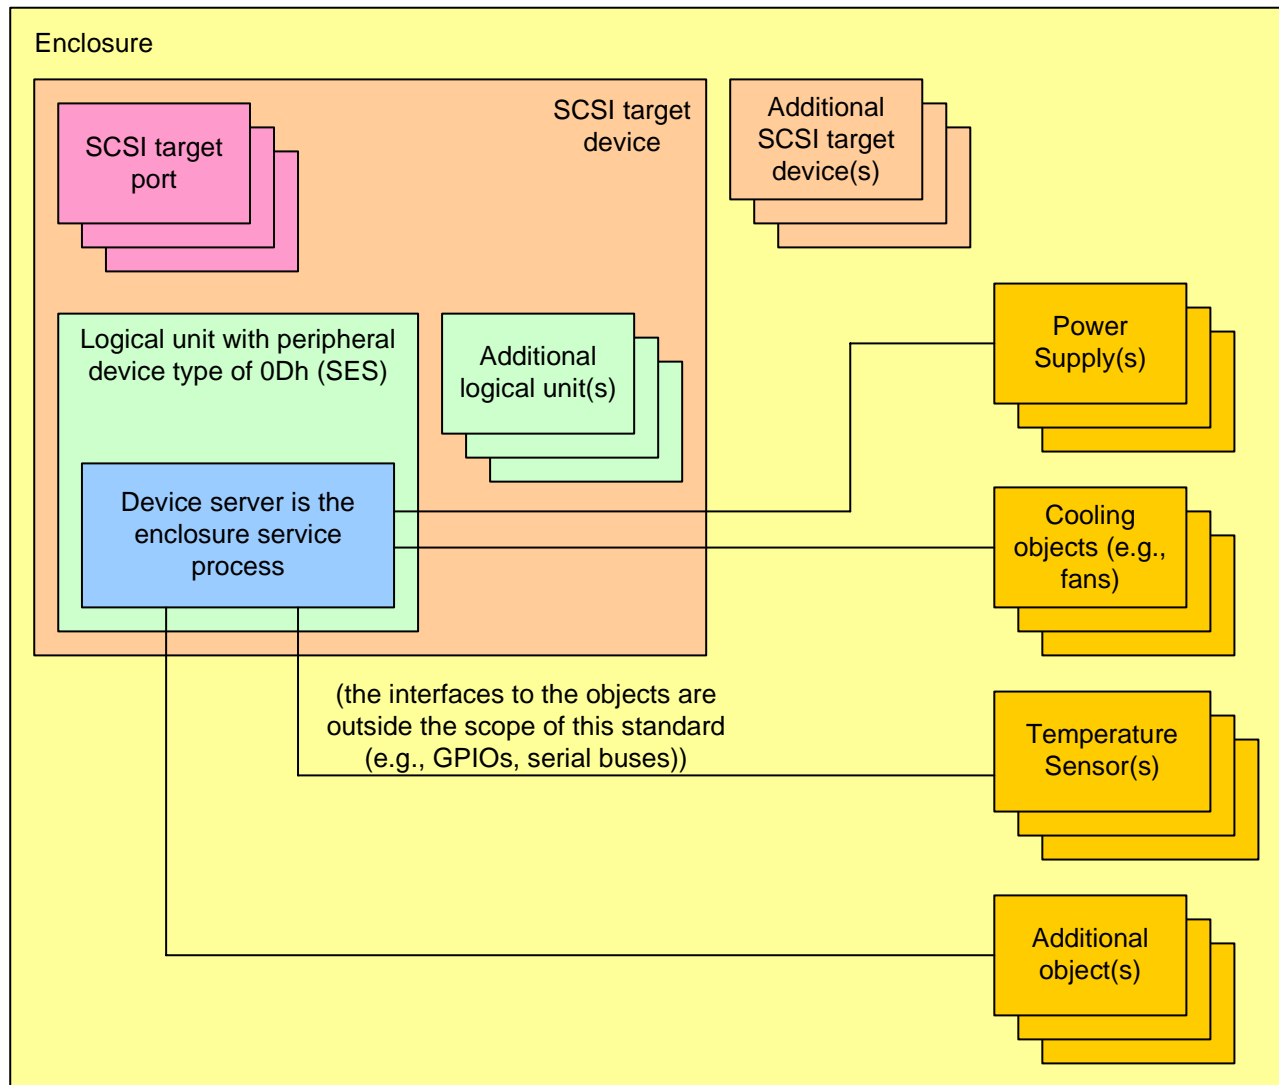 Enclosure
SCSI target
device
SCSI target
port
Additional
SCSI target
device(s)
Logical unit with peripheral
device type of 0Dh (SES)
Additional
logical unit(s)
Power
Supply(s)
Device server is the
enclosure service
process
Cooling
objects (e.g.,
fans)
(the interfaces to the objects are
outside the scope of this standard
(e.g., GPIOs, serial buses))
Temperature
Sensor(s)
Additional
object(s)